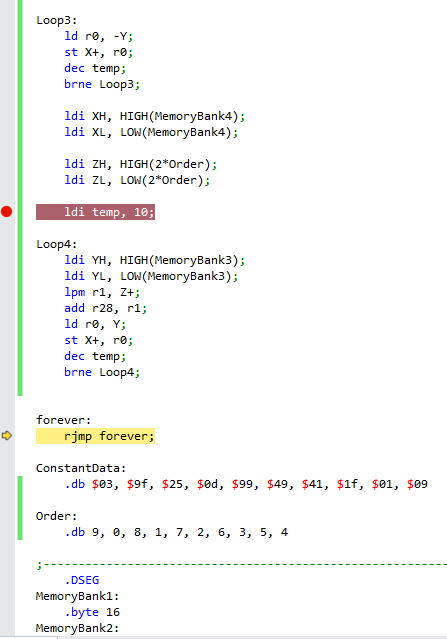 Loop3:
ld r0, -Y;
st X+, r0;
dec temp;
brne Loop3;
ldi XH, HIGH(MemoryBank4);
ldi XL, LOW(MemoryBank4);
ldi ZH, HIGH(2*Order);
ldi ZL, LOW(2*Order);
ldi temp, 10;
Loop4:
ldi YH, HIGH(MemoryBank3);
ldi YL, LOW(MemoryBank3);
lpm r1, Z+;
add r28, r1;
ld r0, Y;
st X+, r0;
dec temp;
brne Loop4;
forever:
rjmp forever;
ConstantData:
.db $03, $9f, $25, $0d, $99, $49, $41, $1f, $01, $09
Order:
.db 9, 0, 8, 1, 7, 2, 6, 3, 5, 4
;----------------------------------------------------------
.DSEG
MemoryBank1:
.byte 16
MemoryBank2: